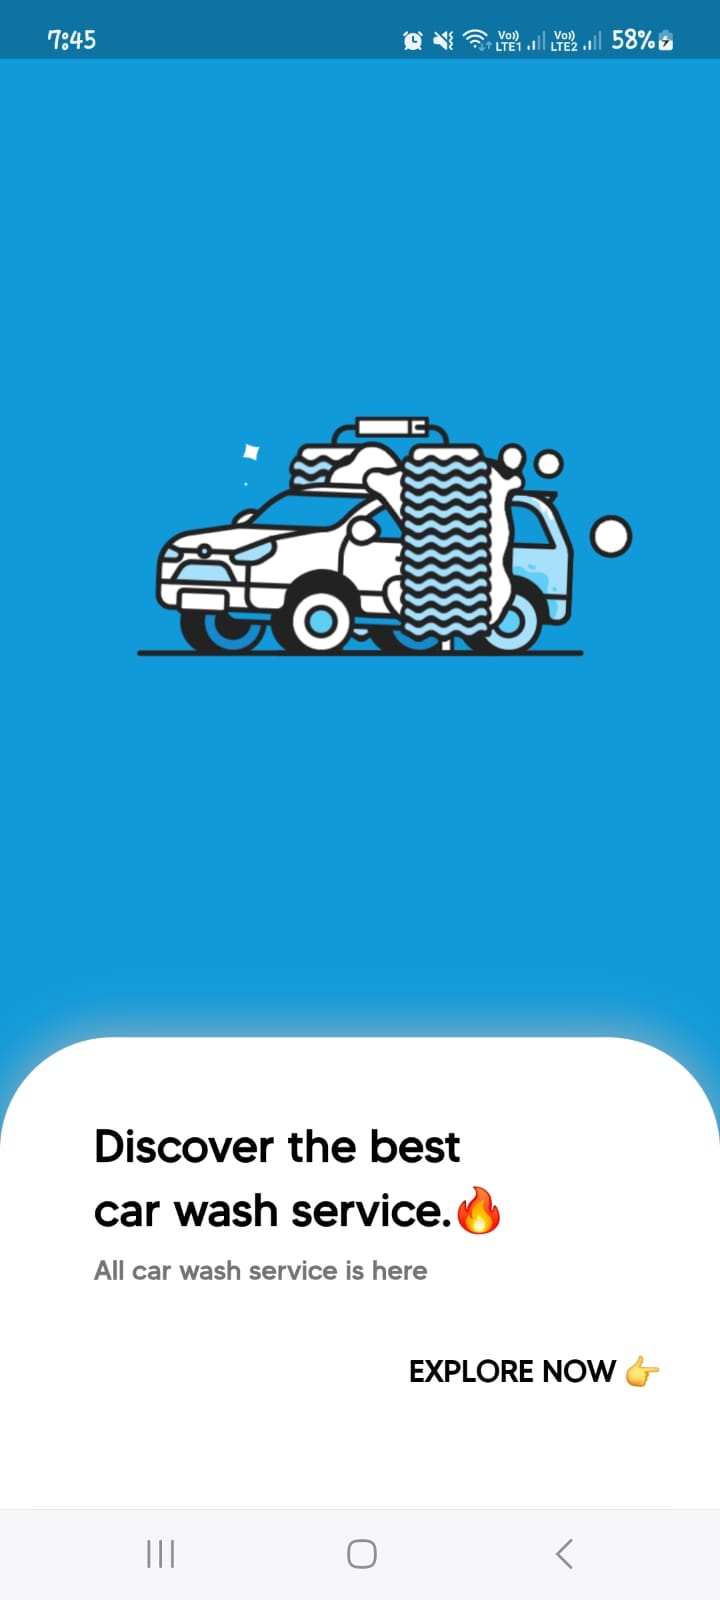 7:45
Vo)) LTE1 Vo)) LTE2 58%
Discover the best
car wash service.🔥
All car wash service is here
EXPLORE NOW 👉